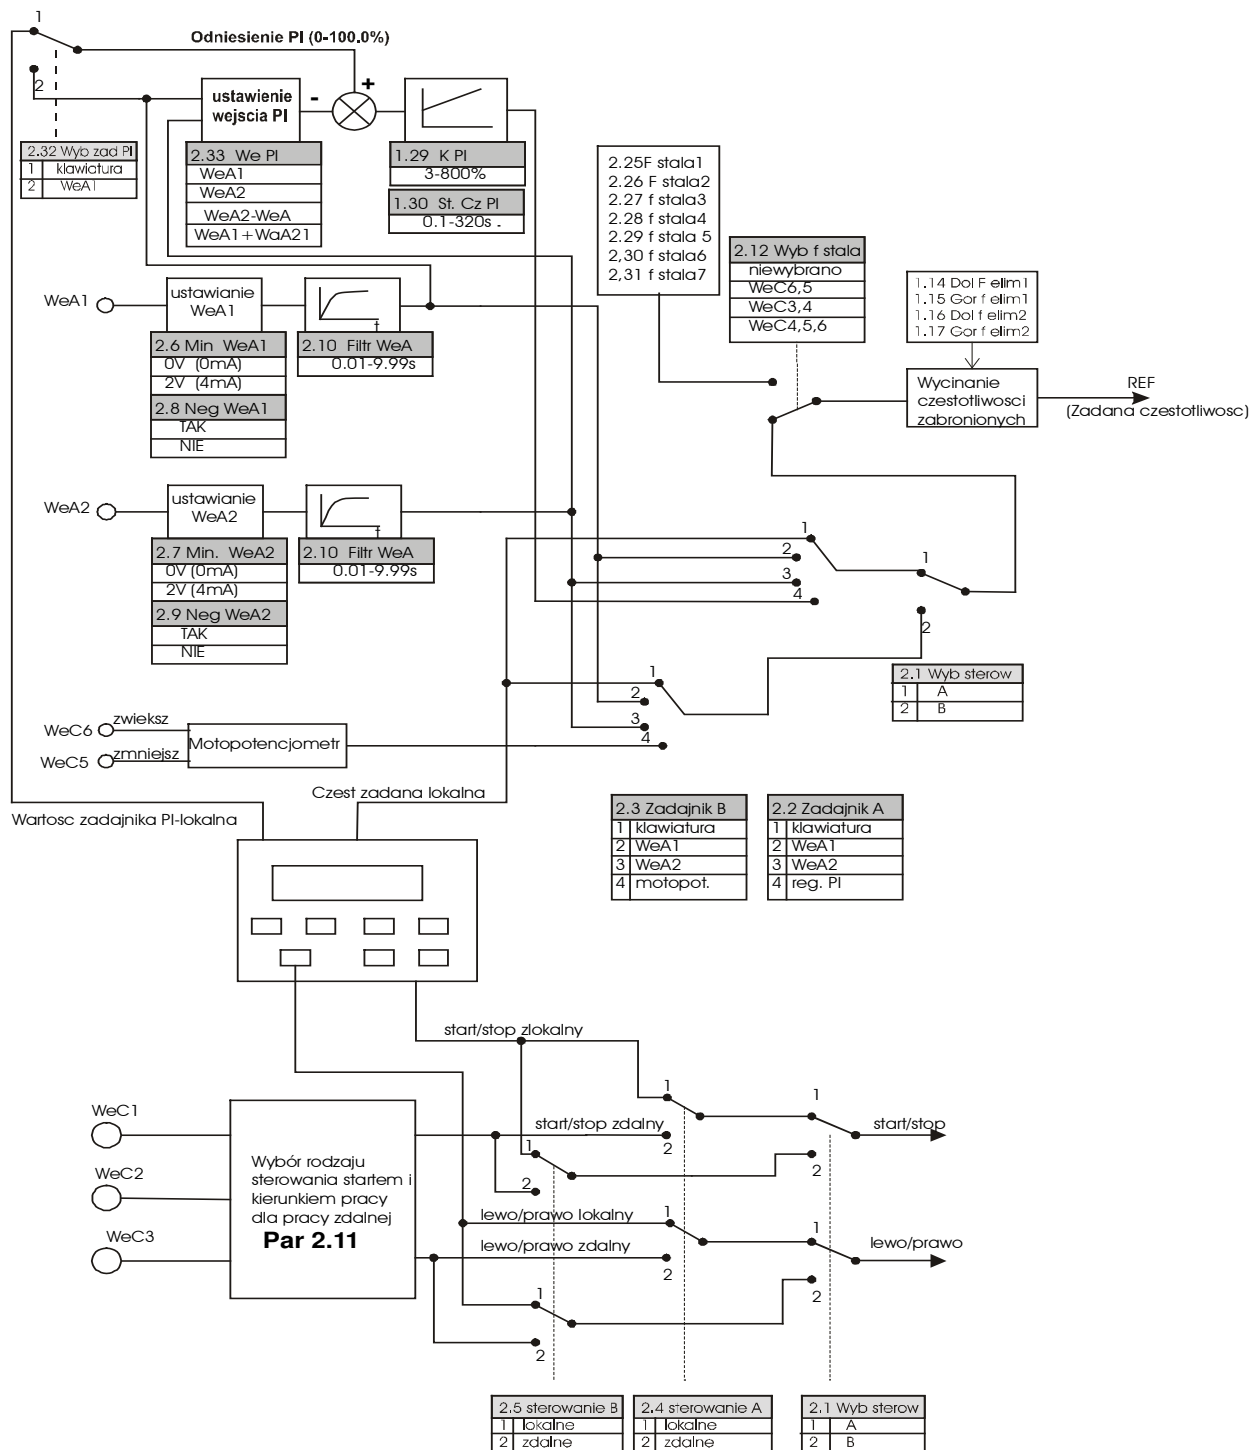 1
Odniesienie PI (0-100.0%)
2
ustawienie
wejscia PI
-
+
2.32 Wyb zad PI
1 klawiatura
2 WeA1
2.33 We PI
WeA1
WeA2
WeA2-WeA
WeA1+WaA21
1.29 K PI
3-800%
1.30 St. Cz PI
0.1-320s .
2.25F stala1
2.26 F stala2
2.27 f stala3
2.28 f stala4
2.29 f stala 5
2,30 f stala6
2,31 f stala7
2.12 Wyb f stala
niewybrano
WeC6,5
WeC3,4
WeC4,5,6
1.14 Dol F elim1
1.15 Gor f elim1
1.16 Dol f elim2
1.17 Gor f elim2
WeA1
ustawianie
WeA1
2.6 Min WeA1
0V (0mA)
2V (4mA)
2.8 Neg WeA1
TAK
NIE
2.10 Filtr WeA
0.01-9.99s
Wycinanie
czestotliwosci
zabronionych
REF
(Zadana czestotliwosc)
WeA2
ustawianie
WeA2
2.7 Min. WeA2
0V (0mA)
2V (4mA)
2.9 Neg WeA2
TAK
NIE
2.10 Filtr WeA
0.01-9.99s
1
2
3
4
1
2
2.1 Wyb sterow
1 A
2 B
1
2
3
4
WeC6
zwieksz
WeC5
zmniejsz
Motopotencjometr
Czest zadana lokalna
Wartosc zadajnika PI-lokalna
2.3 Zadajnik B
1 klawiatura
2 WeA1
3 WeA2
4 motopot.
2.2 Zadajnik A
1 klawiatura
2 WeA1
3 WeA2
4 reg. PI
start/stop zlokalny
WeC1
WeC2
WeC3
Wybór rodzaju
sterowania startem i
kierunkiem pracy
dla pracy zdalnej
Par 2.11
1
1
start/stop zdalny
2
start/stop
1
2
2
lewo/prawo lokalny
1
1
lewo/prawo zdalny
2
lewo/prawo
1
2
2
2.5 sterowanie B
1 lokalne
2 zdalne
2.4 sterowanie A
1 lokalne
2 zdalne
2.1 Wyb sterow
1 A
2 B